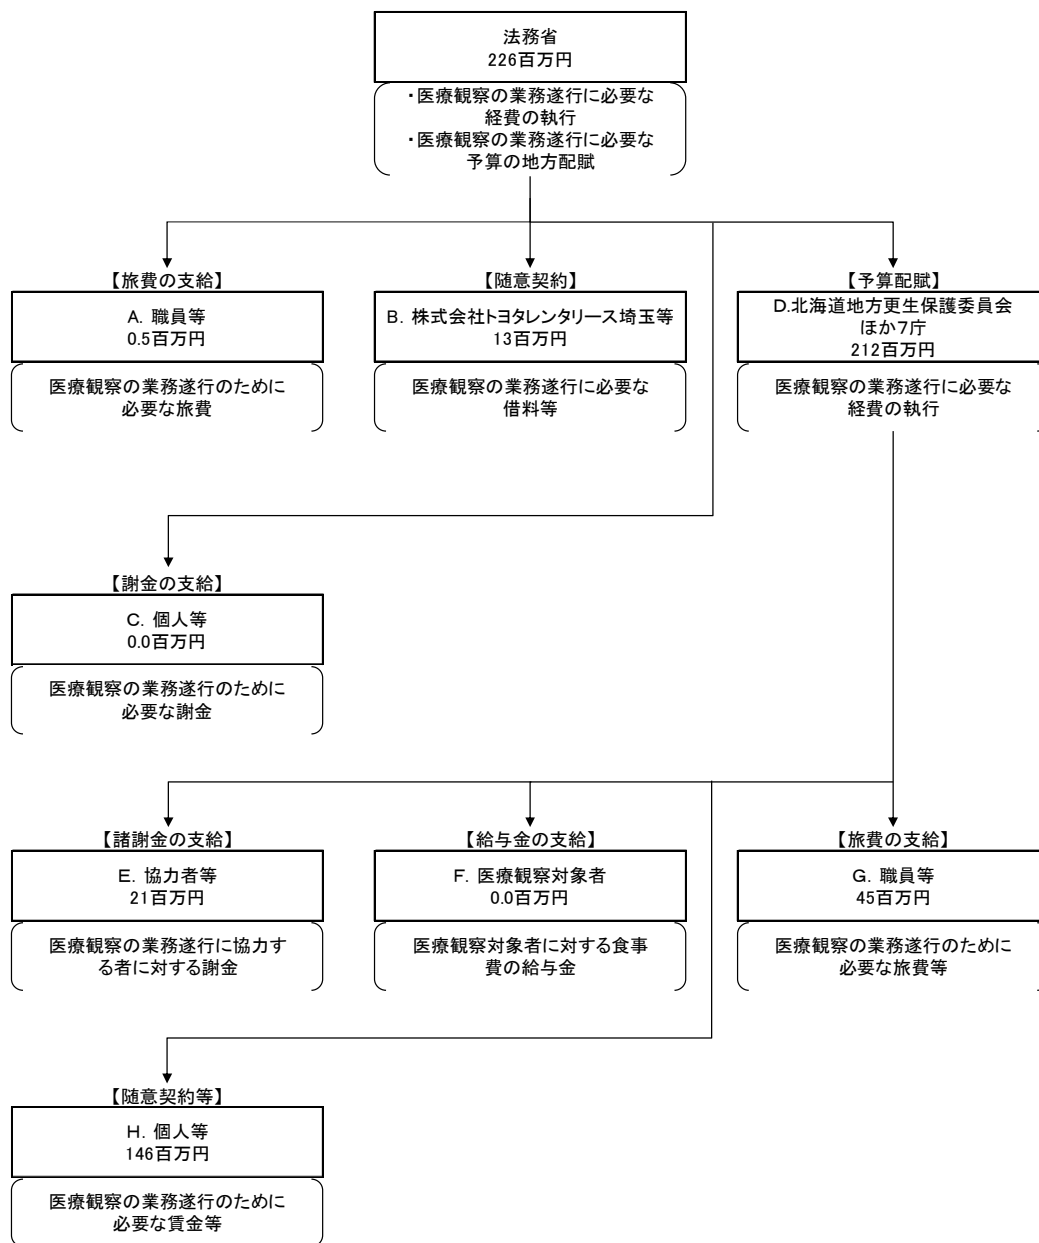 法務省
226百万円
・医療観察の業務遂行に必要な
経費の執行
・医療観察の業務遂行に必要な
予算の地方配賦
【旅費の支給】
A. 職員等
0.5百万円
医療観察の業務遂行のために
必要な旅費
【随意契約】
B. 株式会社トヨタレンタリース埼玉等
13百万円
医療観察の業務遂行に必要な
借料等
【予算配賦】
D.北海道地方更生保護委員会
ほか7庁
212百万円
医療観察の業務遂行に必要な
経費の執行
【謝金の支給】
C. 個人等
0.0百万円
医療観察の業務遂行のために
必要な謝金
【諸謝金の支給】
E. 協力者等
21百万円
医療観察の業務遂行に協力す
る者に対する謝金
【給与金の支給】
F. 医療観察対象者
0.0百万円
医療観察対象者に対する食事
費の給与金
【旅費の支給】
G. 職員等
45百万円
医療観察の業務遂行のために
必要な旅費等
【随意契約等】
H. 個人等
146百万円
医療観察の業務遂行のために
必要な賃金等